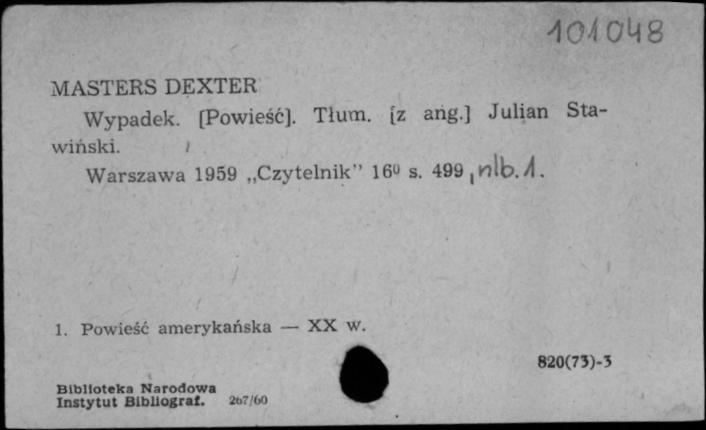 101048
MASTERS DEXTER
Wypadek. [Powieść]. Tłum. [z ang.] Julian Sta-
wiński.
Warszawa 1959 „Czytelnik” 16⁰ s. 499, nlb. 1.
1. Powieść amerykańska — XX w.
820(73)-3
Biblioteka Narodowa
Instytut Bibliograf. 267/60